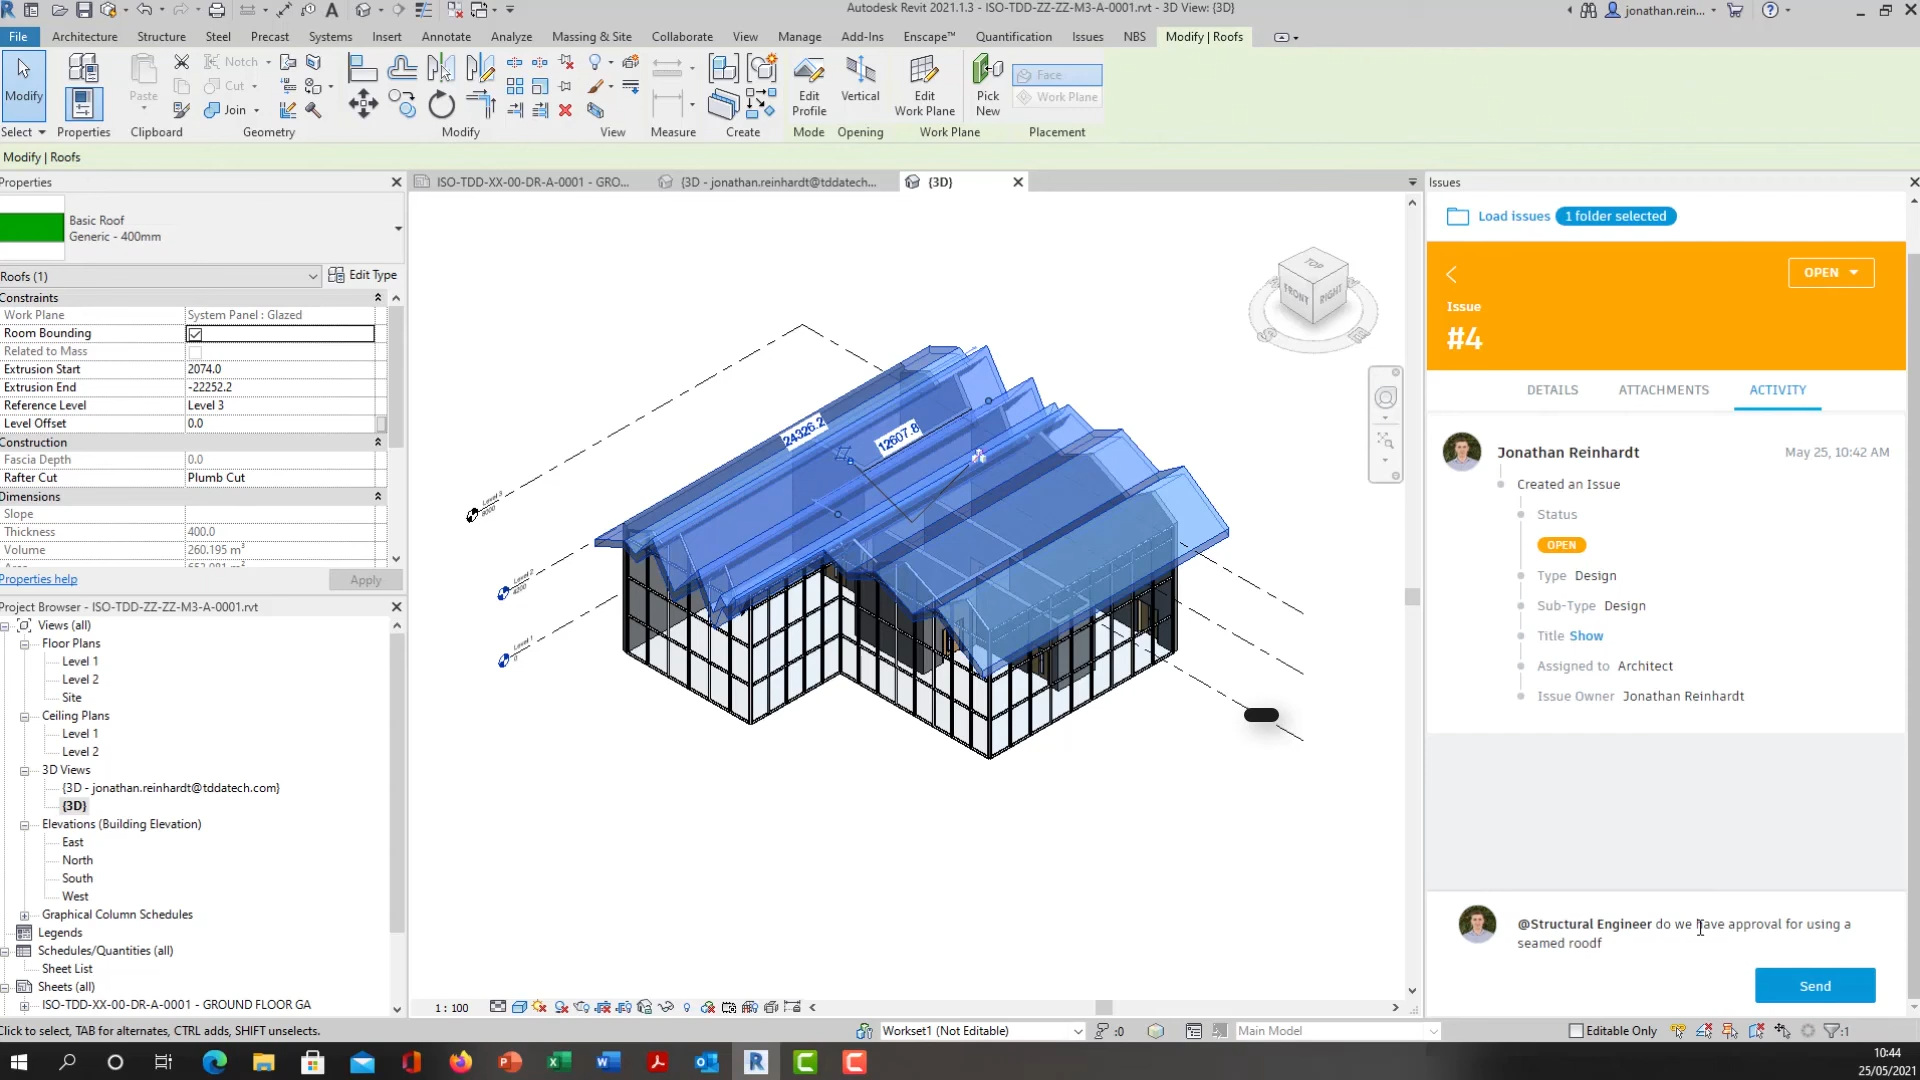 Autodesk Revit 2021.1.3 - ISO-TDD-ZZ-ZZ-M3-A-0001.rvt - 3D View: {3D}
jonathan.rein...
File Architecture Structure Steel Precast Systems Insert Annotate Analyze Massing & Site Collaborate View Manage Add-Ins Enscape™ Quantification Issues NBS Modify | Roofs
Modify
Paste
Notch
Cut
Join
Edit Profile
Vertical
Edit Work Plane
Pick New
Face
Work Plane
Select Properties Clipboard Geometry Modify View Measure Create Mode Opening Work Plane Placement
Modify | Roofs
Properties
Basic Roof
Generic - 400mm
Roofs (1)
Edit Type
Constraints
Work Plane System Panel : Glazed
Room Bounding
Related to Mass
Extrusion Start 2074.0
Extrusion End -22252.2
Reference Level Level 3
Level Offset 0.0
Construction
Fascia Depth 0.0
Rafter Cut Plumb Cut
Dimensions
Slope
Thickness 400.0
Volume 260.195 m³
Properties help
Apply
Project Browser - ISO-TDD-ZZ-ZZ-M3-A-0001.rvt
Views (all)
Floor Plans
Level 1
Level 2
Site
Ceiling Plans
Level 1
Level 2
3D Views
{3D - jonathan.reinhardt@tddatech.com}
{3D}
Elevations (Building Elevation)
East
North
South
West
Graphical Column Schedules
Legends
Schedules/Quantities (all)
Sheet List
Sheets (all)
ISO-TDD-XX-00-DR-A-0001 - GROUND FLOOR GA
ISO-TDD-XX-00-DR-A-0001 - GRO...
{3D - jonathan.reinhardt@tddatech...
{3D}
TOP
FRONT
RIGHT
24326.2
12607.8
Level 3
8000
Level 2
4200
Level 1
0
1 : 100
Issues
Load issues 1 folder selected
OPEN
Issue
#4
DETAILS ATTACHMENTS ACTIVITY
Jonathan Reinhardt May 25, 10:42 AM
Created an Issue
Status
OPEN
Type Design
Sub-Type Design
Title Show
Assigned to Architect
Issue Owner Jonathan Reinhardt
@Structural Engineer do we have approval for using a
seamed roodf
Send
Click to select, TAB for alternates, CTRL adds, SHIFT unselects.
Workset1 (Not Editable)
:0
Main Model
Editable Only
:1
10:44
25/05/2021